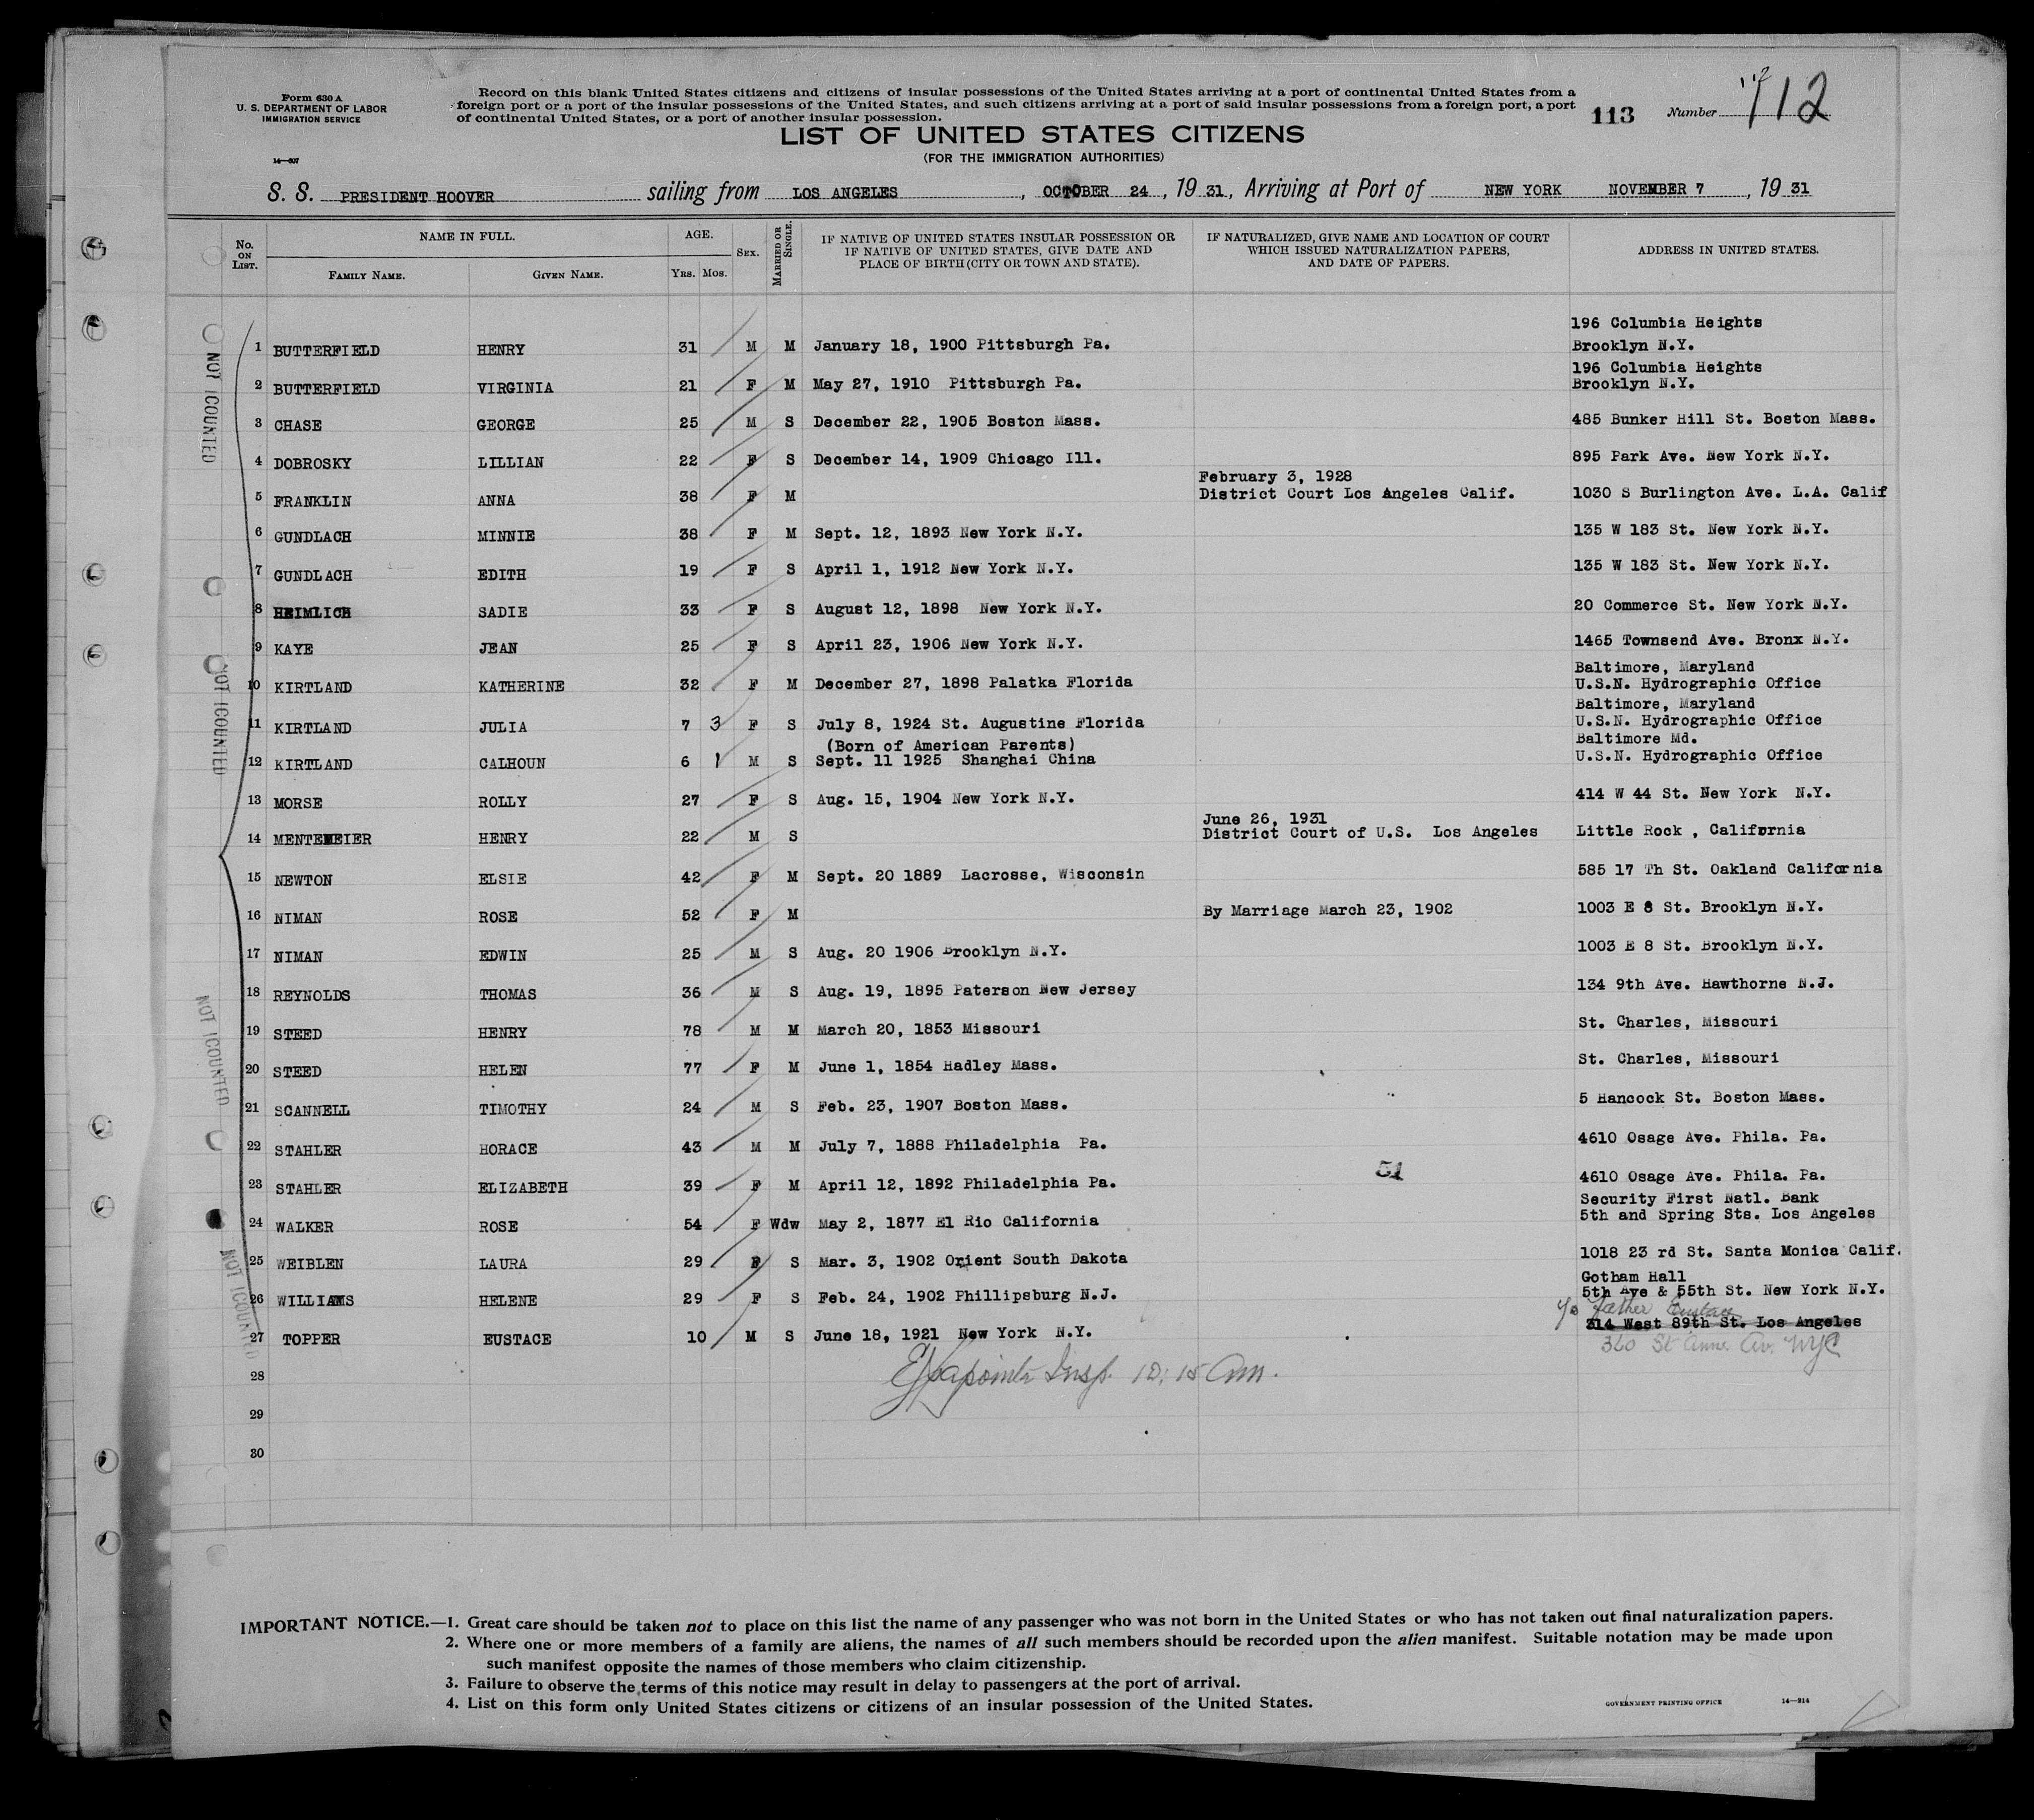 Form 630 A
U. S. DEPARTMENT OF LABOR
IMMIGRATION SERVICE
14—607
Record on this blank United States citizens and citizens of insular possessions of the United States arriving at a port of continental United States from a
foreign port or a port of the insular possessions of the United States, and such citizens arriving at a port of said insular possessions from a foreign port, a port
of continental United States, or a port of another insular possession.
113 Number 112
LIST OF UNITED STATES CITIZENS
(FOR THE IMMIGRATION AUTHORITIES)
S. S. PRESIDENT HOOVER sailing from LOS ANGELES, OCTOBER 24, 19 31, Arriving at Port of NEW YORK NOVEMBER 7, 19 31
No. ON LIST. NAME IN FULL. FAMILY NAME. GIVEN NAME. AGE. YRS. MOS. SEX. MARRIED OR SINGLE. IF NATIVE OF UNITED STATES INSULAR POSSESSION OR IF NATIVE OF UNITED STATES, GIVE DATE AND PLACE OF BIRTH (CITY OR TOWN AND STATE). IF NATURALIZED, GIVE NAME AND LOCATION OF COURT WHICH ISSUED NATURALIZATION PAPERS, AND DATE OF PAPERS. ADDRESS IN UNITED STATES.
196 Columbia Heights
1 BUTTERFIELD HENRY 31 M M January 18, 1900 Pittsburgh Pa. Brooklyn N.Y.
196 Columbia Heights
2 BUTTERFIELD VIRGINIA 21 F M May 27, 1910 Pittsburgh Pa. Brooklyn N.Y.
3 CHASE GEORGE 25 M S December 22, 1905 Boston Mass. 485 Bunker Hill St. Boston Mass.
4 DOBROSKY LILLIAN 22 F S December 14, 1909 Chicago Ill. 895 Park Ave. New York N.Y.
February 3, 1928
5 FRANKLIN ANNA 38 F M District Court Los Angeles Calif. 1030 S Burlington Ave. L.A. Calif
6 GUNDLACH MINNIE 38 F M Sept. 12, 1893 New York N.Y. 135 W 183 St. New York N.Y.
7 GUNDLACH EDITH 19 F S April 1, 1912 New York N.Y. 135 W 183 St. New York N.Y.
8 HEIMLICH SADIE 33 F S August 12, 1898 New York N.Y. 20 Commerce St. New York N.Y.
9 KAYE JEAN 25 F S April 23, 1906 New York N.Y. 1465 Townsend Ave. Bronx N.Y.
Baltimore, Maryland
10 KIRTLAND KATHERINE 32 F M December 27, 1898 Palatka Florida U.S.N. Hydrographic Office
Baltimore, Maryland
11 KIRTLAND JULIA 7 3 F S July 8, 1924 St. Augustine Florida U.S.N. Hydrographic Office
(Born of American Parents) Baltimore Md.
12 KIRTLAND CALHOUN 6 1 M S Sept. 11 1925 Shanghai China U.S.N. Hydrographic Office
13 MORSE ROLLY 27 F S Aug. 15, 1904 New York N.Y. 414 W 44 St. New York N.Y.
June 26, 1931
14 MENTEMEIER HENRY 22 M S District Court of U.S. Los Angeles Little Rock , California
15 NEWTON ELSIE 42 F M Sept. 20 1889 Lacrosse, Wisconsin 585 17 Th St. Oakland California
16 NIMAN ROSE 52 F M By Marriage March 23, 1902 1003 E 8 St. Brooklyn N.Y.
17 NIMAN EDWIN 25 M S Aug. 20 1906 Brooklyn N.Y. 1003 E 8 St. Brooklyn N.Y.
18 REYNOLDS THOMAS 36 M S Aug. 19, 1895 Paterson New Jersey 134 9th Ave. Hawthorne N.J.
19 STEED HENRY 78 M M March 20, 1853 Missouri St. Charles, Missouri
20 STEED HELEN 77 F M June 1, 1854 Hadley Mass. St. Charles, Missouri
21 SCANNELL TIMOTHY 24 M S Feb. 23, 1907 Boston Mass. 5 Hancock St. Boston Mass.
22 STAHLER HORACE 43 M M July 7, 1888 Philadelphia Pa. 4610 Osage Ave. Phila. Pa.
51
23 STAHLER ELIZABETH 39 F M April 12, 1892 Philadelphia Pa. 4610 Osage Ave. Phila. Pa.
Security First Natl. Bank
24 WALKER ROSE 54 F Wdw May 2, 1877 El Rio California 5th and Spring Sts. Los Angeles
25 WEIBLEN LAURA 29 F S Mar. 3, 1902 Orient South Dakota 1018 23 rd St. Santa Monica Calif.
Gotham Hall
26 WILLIAMS HELENE 29 F S Feb. 24, 1902 Phillipsburg N.J. 5th Ave & 55th St. New York N.Y.
Father Eustace
27 TOPPER EUSTACE 10 M S June 18, 1921 New York N.Y. 214 West 89th St. Los Angeles
360 St Anns Av. NYC
28
Insp. 10:15 Am.
29
30
NOT COUNTED
NOT COUNTED
NOT COUNTED
NOT COUNTED
IMPORTANT NOTICE.—1. Great care should be taken not to place on this list the name of any passenger who was not born in the United States or who has not taken out final naturalization papers.
2. Where one or more members of a family are aliens, the names of all such members should be recorded upon the alien manifest. Suitable notation may be made upon
such manifest opposite the names of those members who claim citizenship.
3. Failure to observe the terms of this notice may result in delay to passengers at the port of arrival.
4. List on this form only United States citizens or citizens of an insular possession of the United States.
GOVERNMENT PRINTING OFFICE 14—214